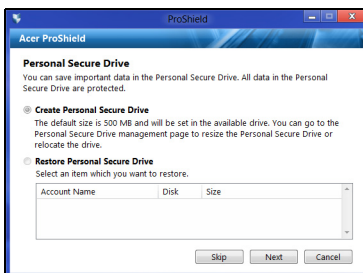 ProShield
Acer ProShield
Personal Secure Drive
You can save important data in the Personal Secure Drive. All data in the Personal
Secure Drive are protected.
Create Personal Secure Drive
The default size is 500 MB and will be set in the available drive. You can go to the
Personal Secure Drive management page to resize the Personal Secure Drive or
relocate the drive.
Restore Personal Secure Drive
Select an item which you want to restore.
Account Name Disk Size
Skip Next Cancel